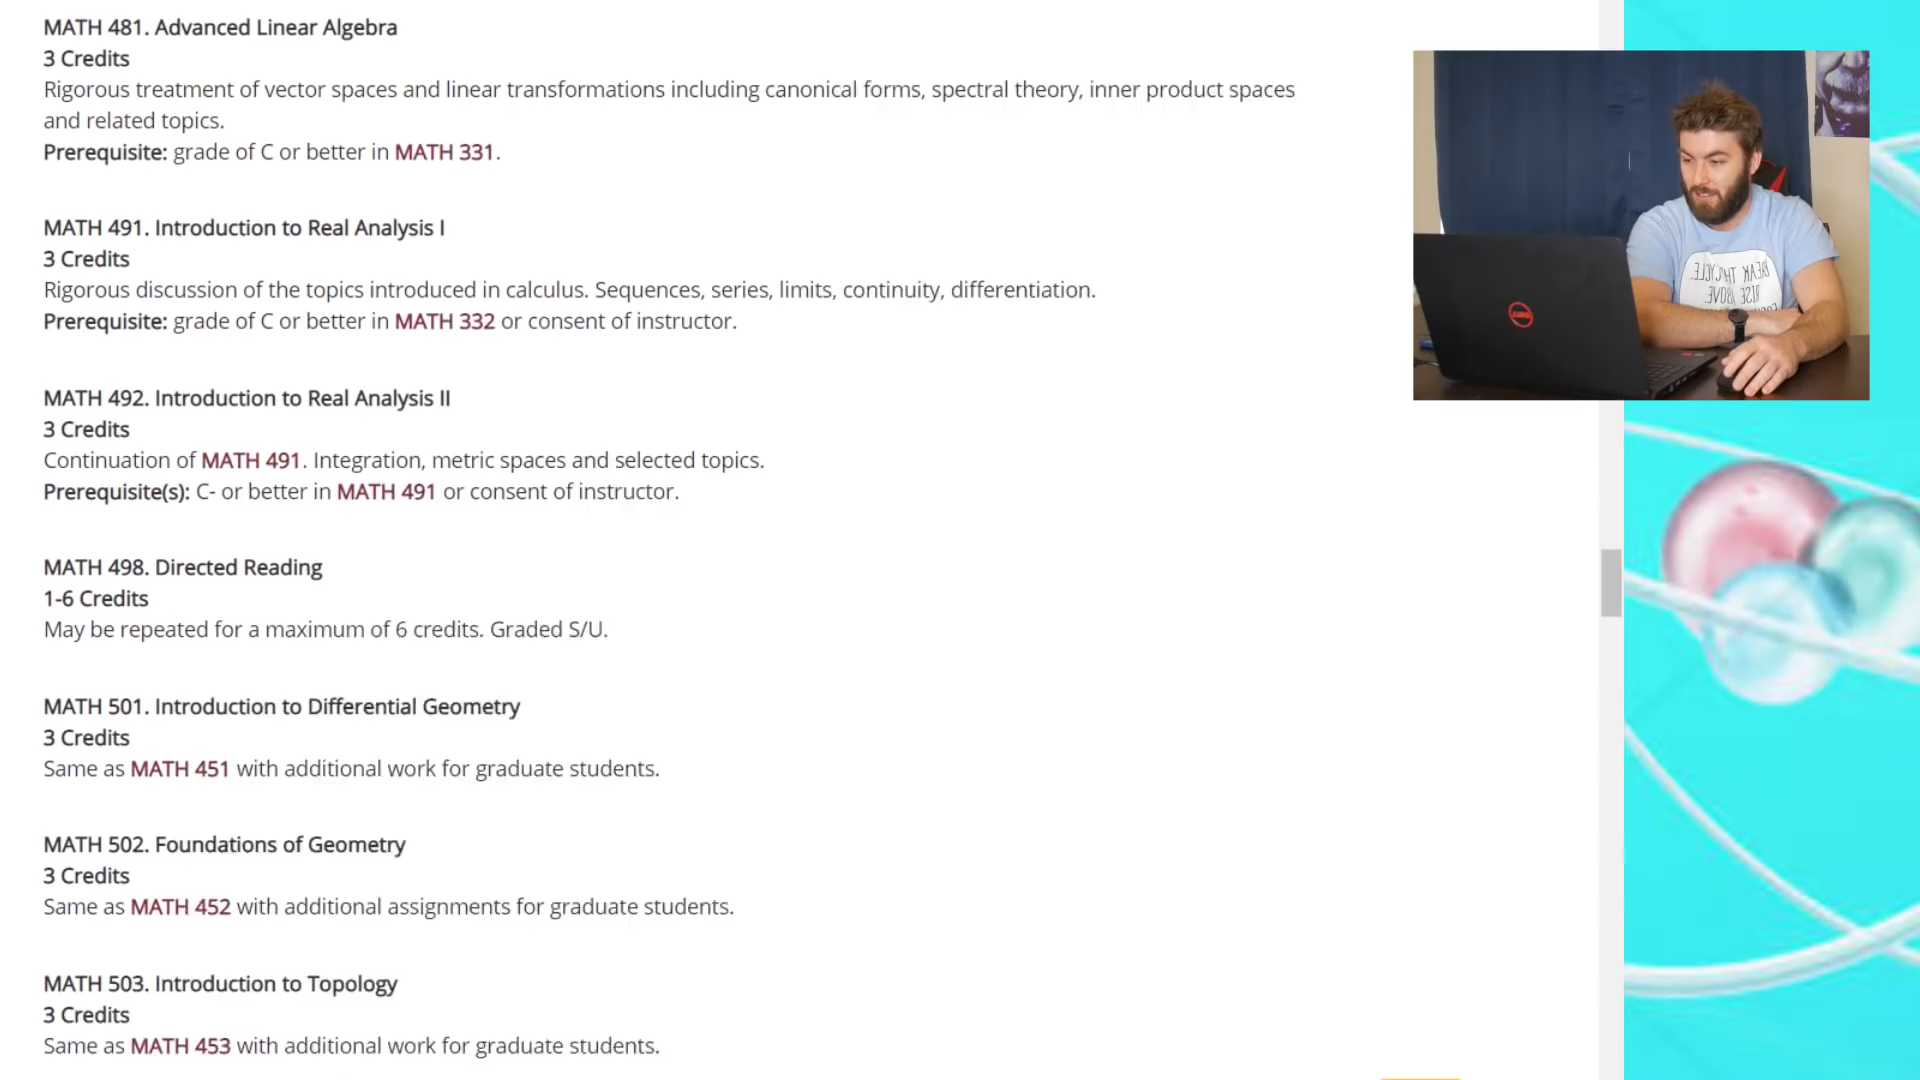 MATH 481. Advanced Linear Algebra
3 Credits
Rigorous treatment of vector spaces and linear transformations including canonical forms, spectral theory, inner product spaces
and related topics.
Prerequisite: grade of C or better in MATH 331.
MATH 491. Introduction to Real Analysis I
3 Credits
Rigorous discussion of the topics introduced in calculus. Sequences, series, limits, continuity, differentiation.
Prerequisite: grade of C or better in MATH 332 or consent of instructor.
MATH 492. Introduction to Real Analysis II
3 Credits
Continuation of MATH 491. Integration, metric spaces and selected topics.
Prerequisite(s): C- or better in MATH 491 or consent of instructor.
MATH 498. Directed Reading
1-6 Credits
May be repeated for a maximum of 6 credits. Graded S/U.
MATH 501. Introduction to Differential Geometry
3 Credits
Same as MATH 451 with additional work for graduate students.
MATH 502. Foundations of Geometry
3 Credits
Same as MATH 452 with additional assignments for graduate students.
MATH 503. Introduction to Topology
3 Credits
Same as MATH 453 with additional work for graduate students.
BREAK THE CYCLE
RISE ABOVE
DELL